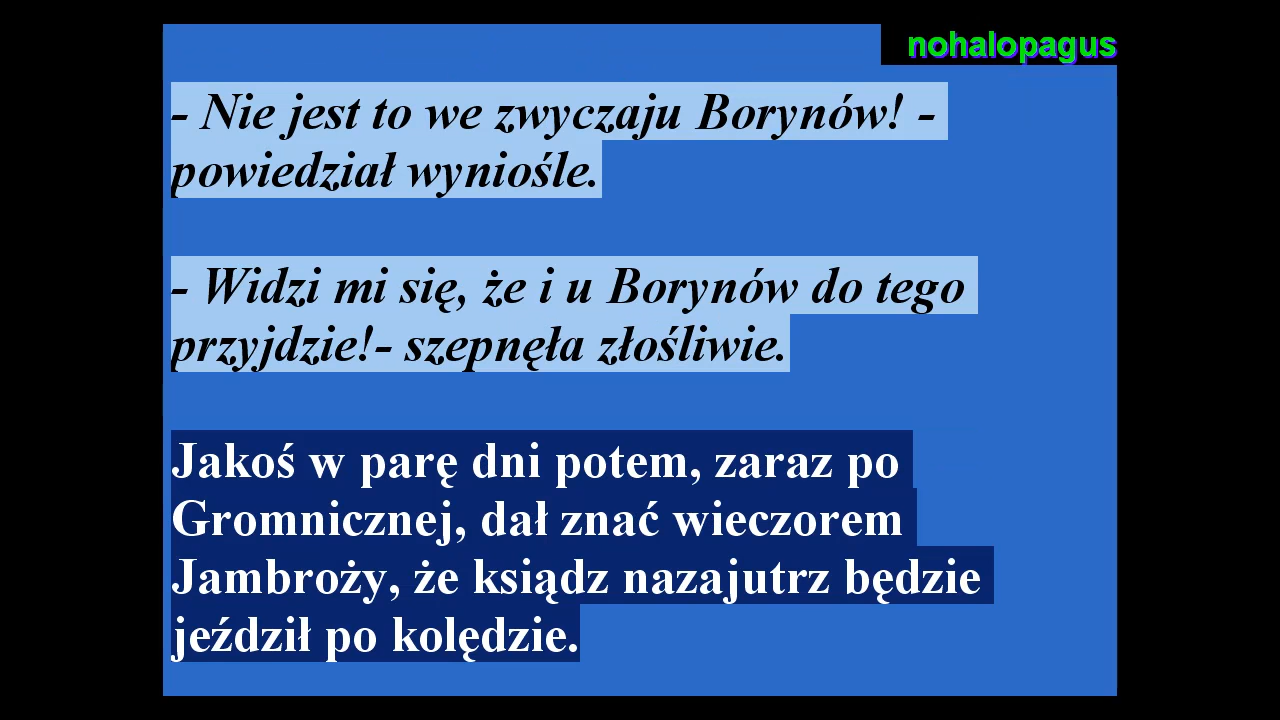 nohalopagus
- Nie jest to we zwyczaju Borynów! -
powiedział wyniośle.
- Widzi mi się, że i u Borynów do tego
przyjdzie!- szepnęła złośliwie.
Jakoś w parę dni potem, zaraz po
Gromnicznej, dał znać wieczorem
Jambroży, że ksiądz nazajutrz będzie
jeździł po kolędzie.